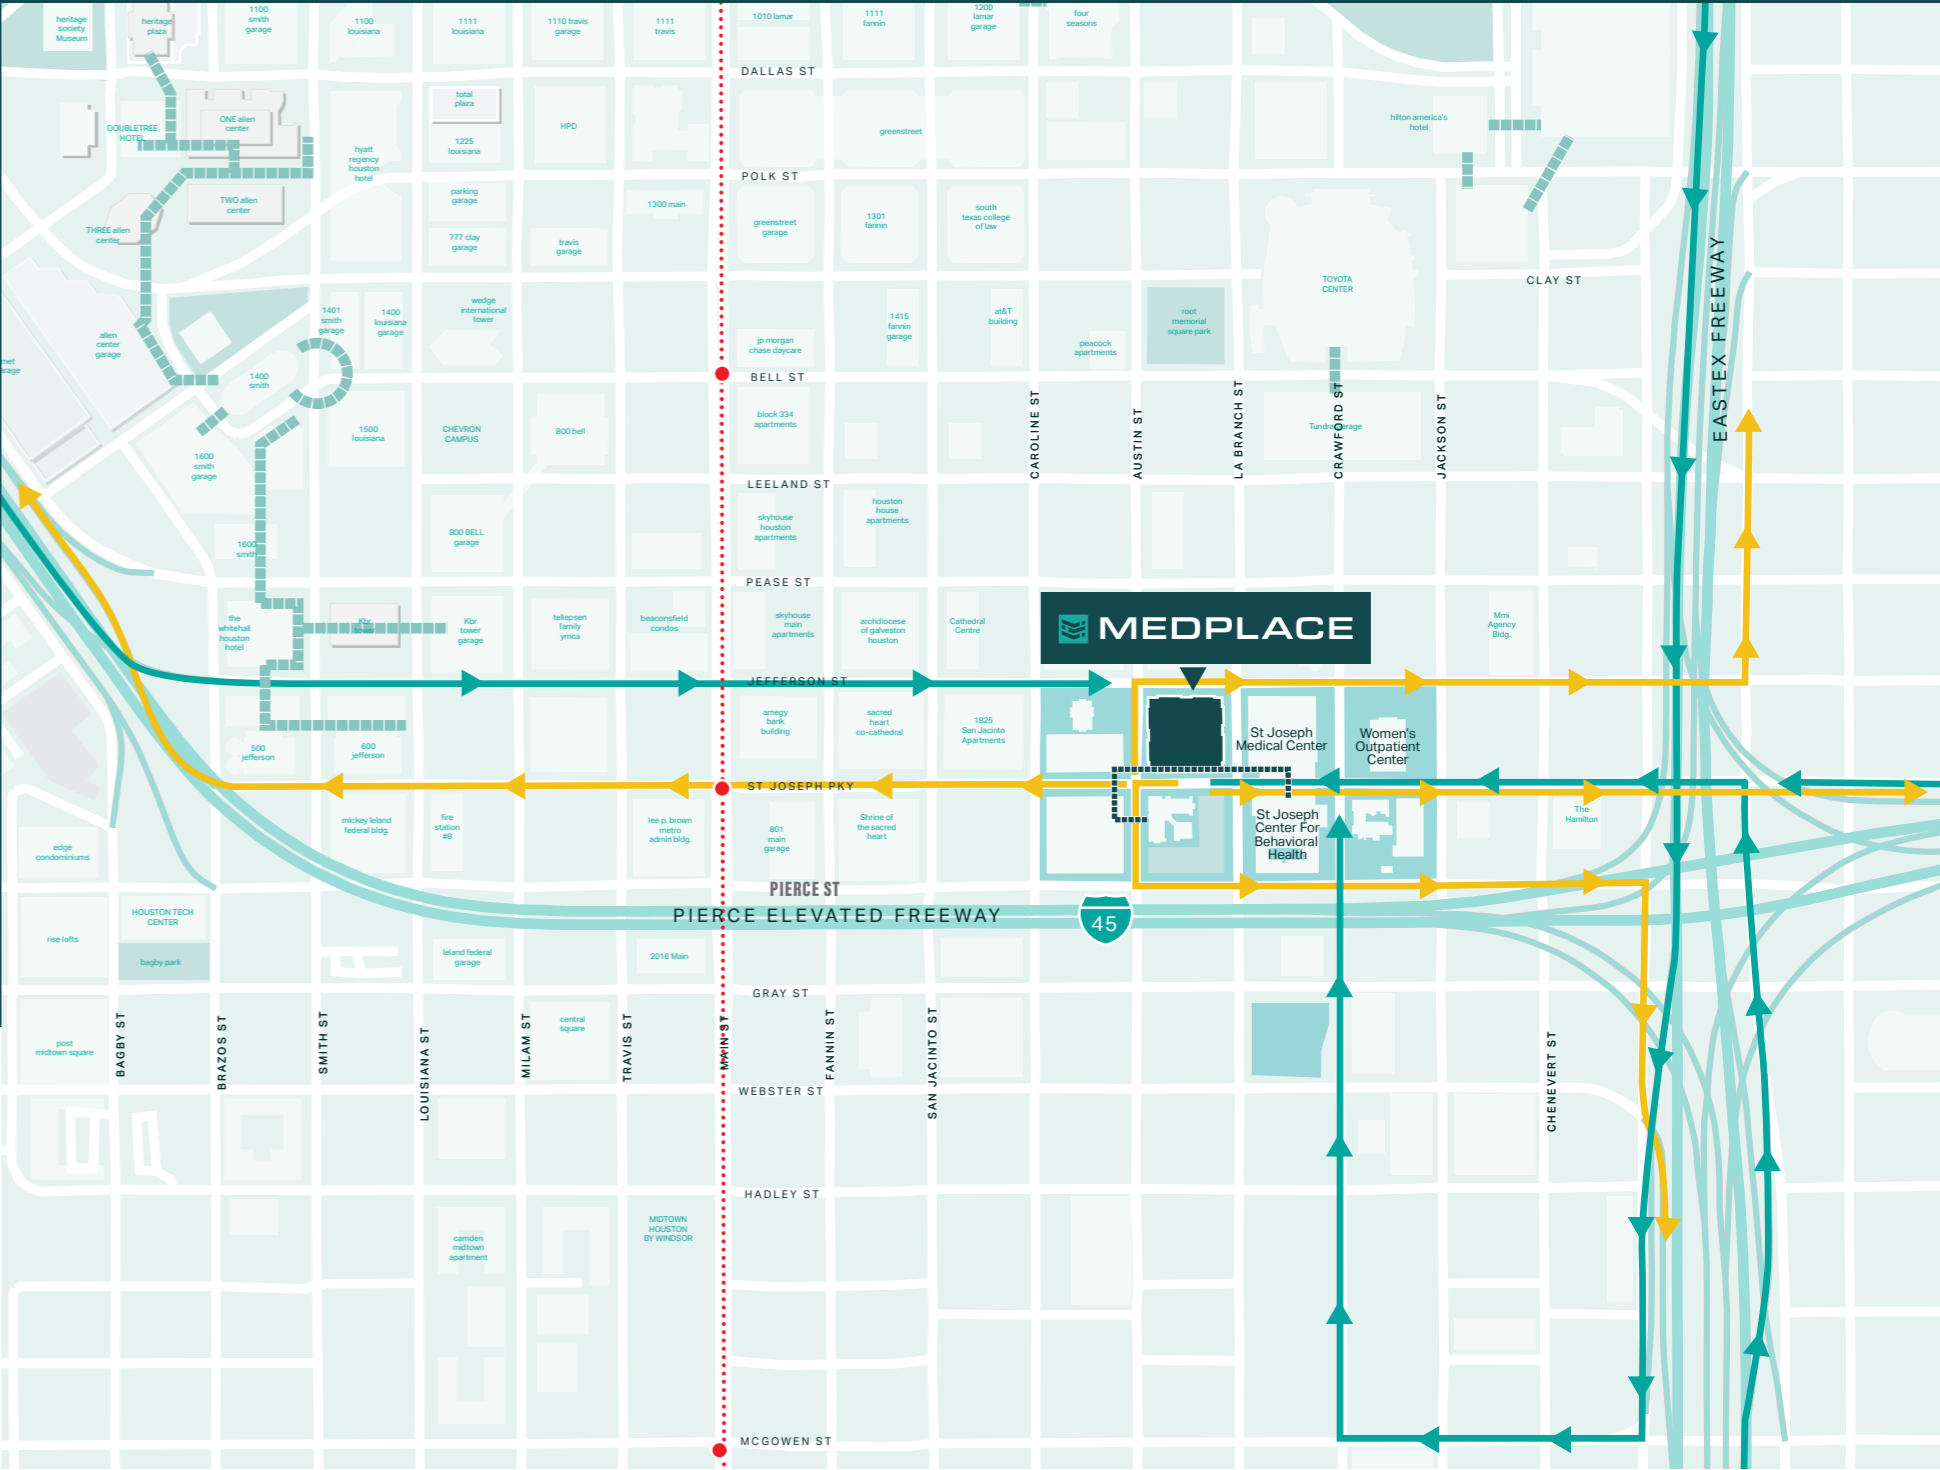 heritage
society
Museum
heritage
plaza
1100
smith
garage
1100
louisiana
1111
louisiana
1110 travis
garage
1111
travis
1010 lamar
1111
fannin
1200
lamar
garage
four
seasons
DALLAS ST
DOUBLETREE
HOTEL
ONE allen
center
total
plaza
1225
louisiana
HPD
greenstreet
hilton america's
hotel
hyatt
regency
houston
hotel
POLK ST
TWO allen
center
THREE allen
center
parking
garage
777 clay
garage
travis
garage
1300 main
greenstreet
garage
1301
fannin
south
texas college
of law
TOYOTA
CENTER
CLAY ST
EASTEX FREEWAY
allen
center
garage
met
erage
1401
smith
garage
1400
louisiana
garage
wedge
international
tower
jp morgan
chase daycare
1415
fannin
garage
at&T
building
peacock
apartments
root
memorial
square park
1400
smith
BELL ST
1500
louisiana
CHEVRON
CAMPUS
800 bell
block 334
apartments
CAROLINE ST
AUSTIN ST
LA BRANCH ST
CRAWFORD ST
JACKSON ST
Tundra garage
1600
smith
garage
LEELAND ST
1600
smith
800 BELL
garage
skyhouse
houston
apartments
houston
house
apartments
PEASE ST
the
whitehall
houston
hotel
Kbr
tower
Kbr
tower
garage
tellepsen
family
ymca
beaconsfield
condos
skyhouse
main
apartments
archdiocese
of galveston
houston
Cathedral
Centre
MEDPLACE
Mmi
Agency
Bldg.
JEFFERSON ST
500
jefferson
600
jefferson
amegy
bank
building
sacred
heart
co-cathedral
1825
San Jacinto
Apartments
St Joseph
Medical Center
Women's
Outpatient
Center
ST JOSEPH PKY
edge
condominiums
mickey leland
federal bldg.
fire
station
#8
lee p. brown
metro
admin bldg.
801
main
garage
Shrine of
the sacred
heart
St Joseph
Center For
Behavioral
Health
The
Hamilton
PIERCE ST
PIERCE ELEVATED FREEWAY
45
HOUSTON TECH
CENTER
rise lofts
bagby park
leland federal
garage
2016 Main
GRAY ST
post
midtown square
BAGBY ST
BRAZOS ST
SMITH ST
LOUISIANA ST
MILAM ST
central
square
TRAVIS ST
MAIN ST
FANNIN ST
SAN JACINTO ST
CHENEVERT ST
WEBSTER ST
HADLEY ST
camden
midtown
apartment
MIDTOWN
HOUSTON
BY WINDSOR
MCGOWEN ST